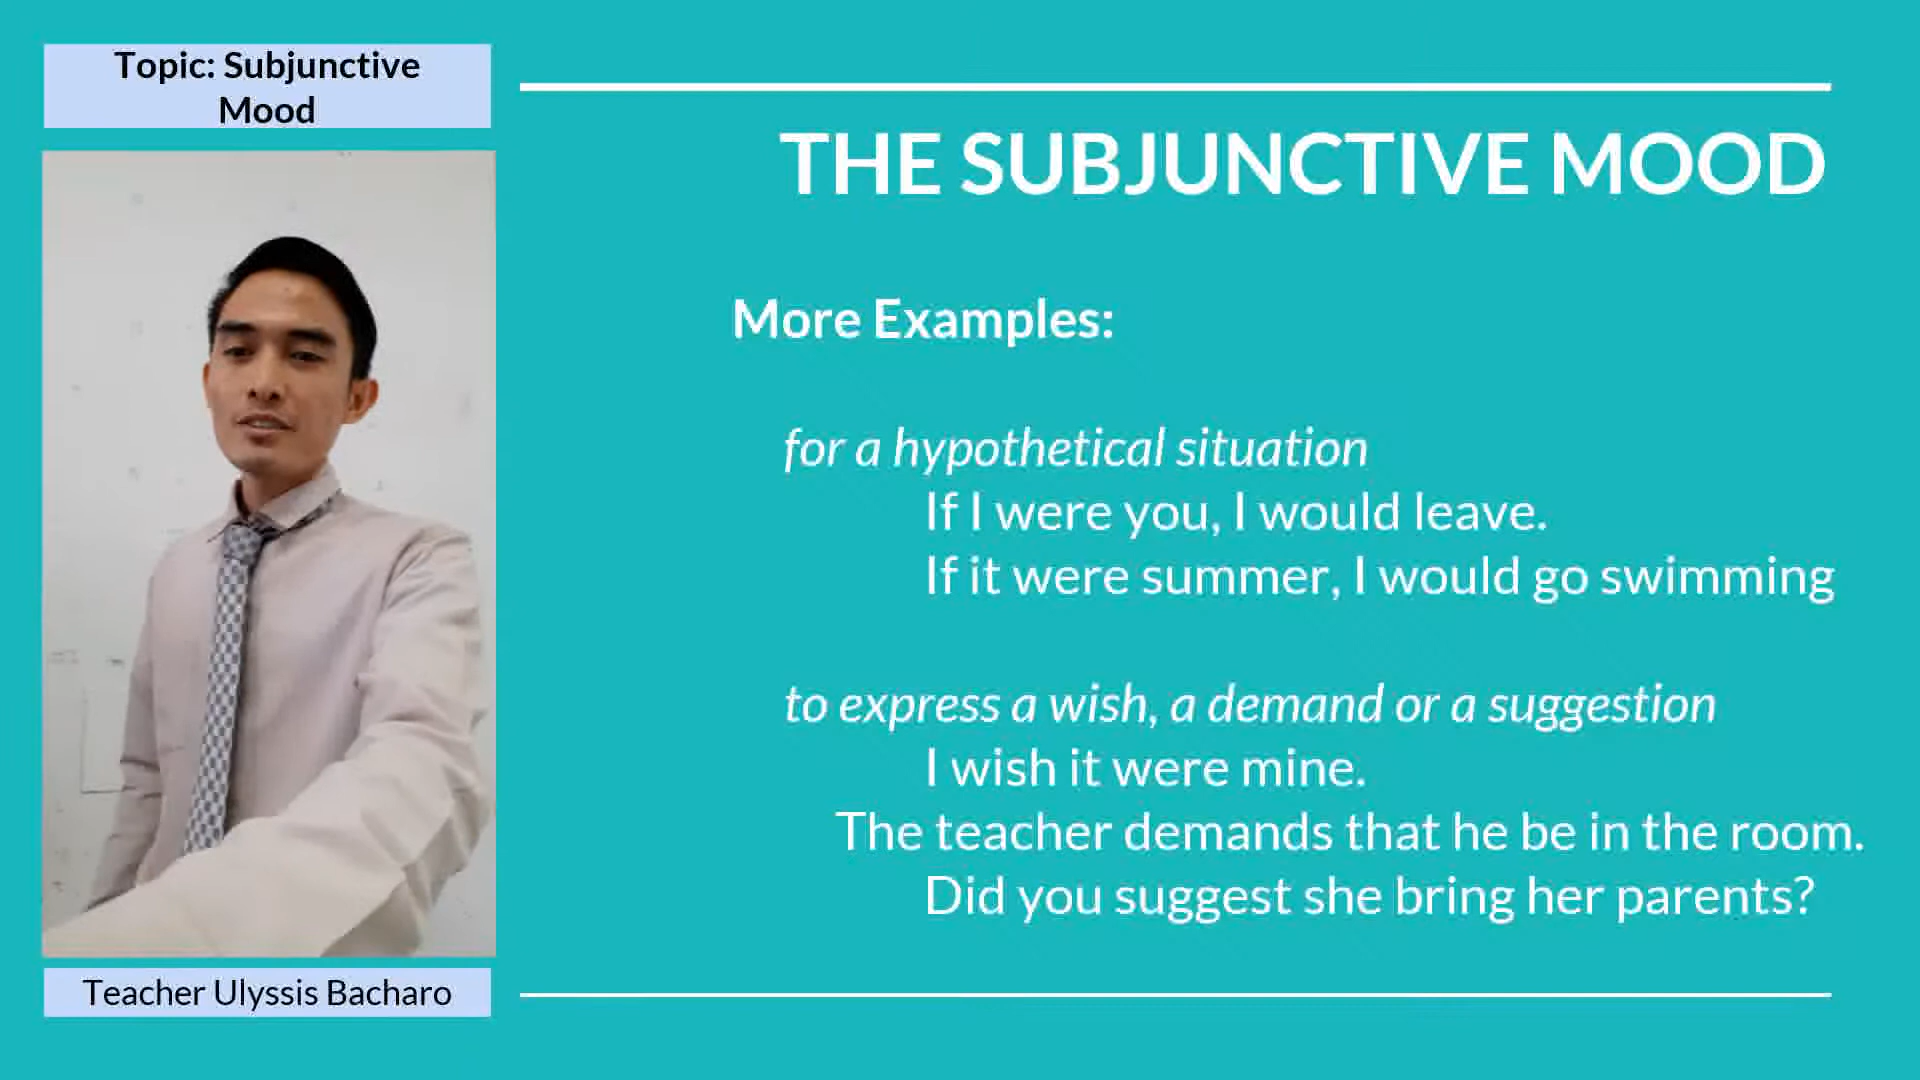 Topic: Subjunctive
Mood
THE SUBJUNCTIVE MOOD
More Examples:
for a hypothetical situation
If I were you, I would leave.
If it were summer, I would go swimming
to express a wish, a demand or a suggestion
I wish it were mine.
The teacher demands that he be in the room.
Did you suggest she bring her parents?
Teacher Ulyssis Bacharo